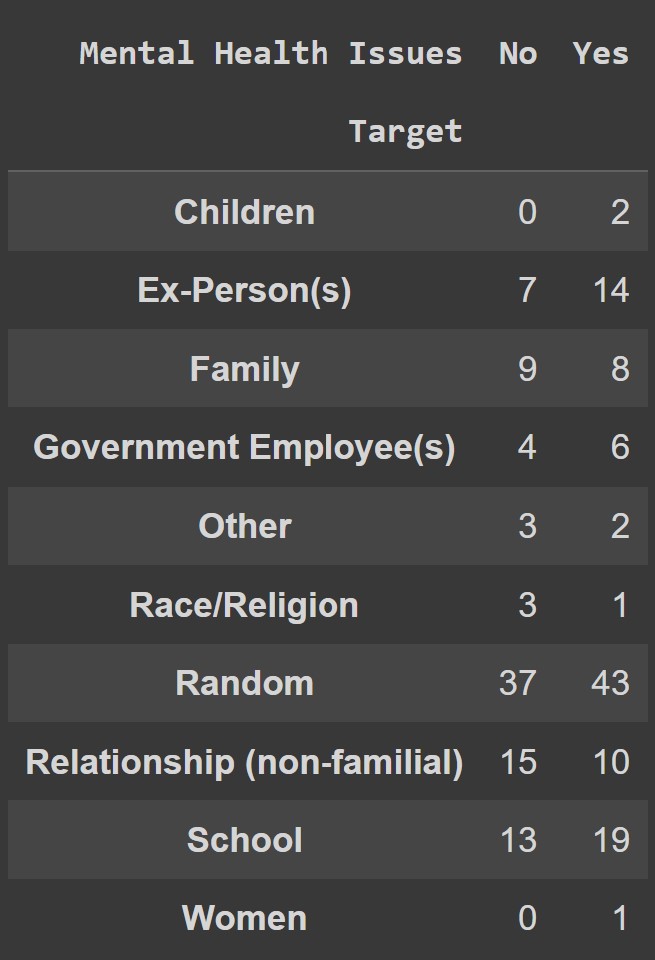 Mental Health Issues No Yes
Target
Children 0 2
Ex-Person(s) 7 14
Family 9 8
Government Employee(s) 4 6
Other 3 2
Race/Religion 3 1
Random 37 43
Relationship (non-familial) 15 10
School 13 19
Women 0 1